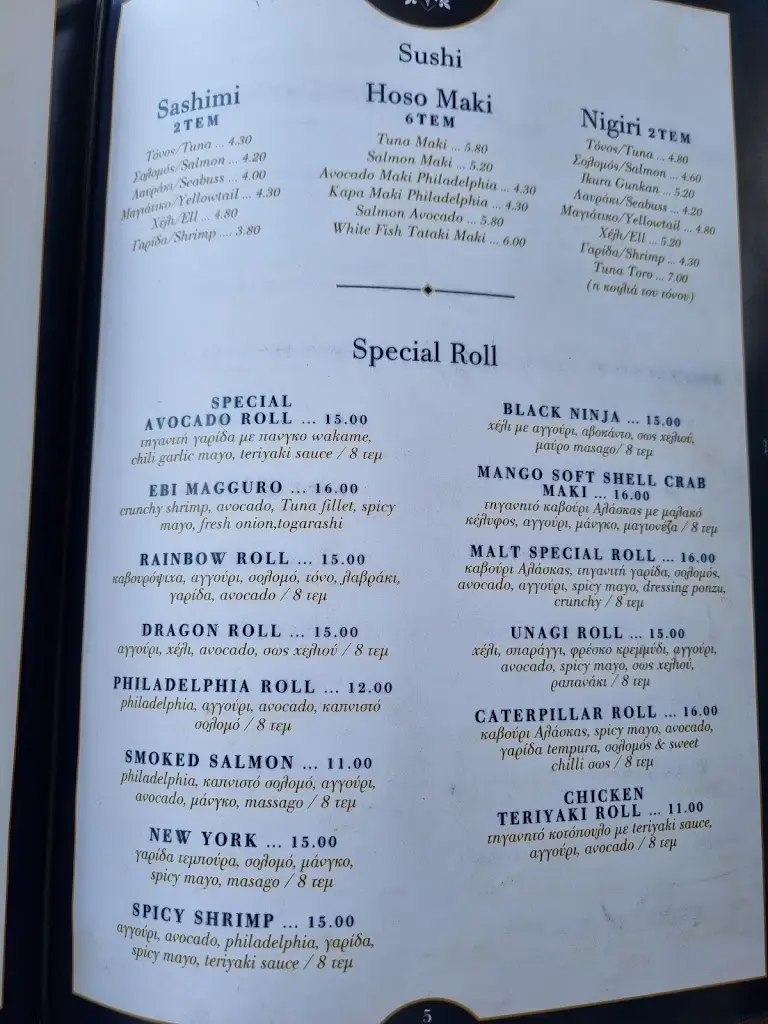 Sushi
Sashimi
2ΤΕΜ
Τόνος/Tuna ... 4.30
Σολομός/Salmon ... 4.20
Λαυράκι/Seabuss ... 4.00
Μαγιάτικο/Yellowtail ... 4.30
Χέλι/Ell ... 4.80
Γαρίδα/Shrimp .... 3.80
Hoso Maki
6ΤΕΜ
Tuna Maki ... 5.80
Salmon Maki ... 5.20
Avocado Maki Philadelphia ... 4.30
Kapa Maki Philadelphia ... 4.30
Salmon Avocado ... 5.80
White Fish Tataki Maki ... 6.00
Nigiri 2ΤΕΜ
Τόνος/Tuna ... 4.80
Σολομός/Salmon ... 4.60
Ikura Gunkan ... 5.20
Λαυράκι/Seabuss ... 4.20
Μαγιάτικο/Yellowtail ... 4.80
Χέλι/Ell ... 5.20
Γαρίδα/Shrimp ... 4.30
Tuna Toro ... 7.00
(η κοιλιά του τόνου)
Special Roll
SPECIAL
AVOCADO ROLL ... 15.00
τηγανιτή γαρίδα με πανγκο wakame,
chili garlic mayo, teriyaki sauce / 8 τεμ
EBI MAGGURO ... 16.00
crunchy shrimp, avocado, Tuna fillet, spicy
mayo, fresh onion,togarashi
RAINBOW ROLL ... 15.00
καβουρόψιχα, αγγούρι, σολομό, τόνο, λαβράκι,
γαρίδα, avocado / 8 τεμ
DRAGON ROLL ... 15.00
αγγούρι, χέλι, avocado, σως χελιού / 8 τεμ
PHILADELPHIA ROLL ... 12.00
philadelphia, αγγούρι, avocado, καπνιστό
σολομό / 8 τεμ
SMOKED SALMON ... 11.00
philadelphia, καπνιστό σολομό, αγγούρι,
avocado, μάνγκο, massago / 8 τεμ
NEW YORK ... 15.00
γαρίδα τεμπούρα, σολομό, μάνγκο,
spicy mayo, masago / 8 τεμ
SPICY SHRIMP ... 15.00
αγγούρι, avocado, philadelphia, γαρίδα,
spicy mayo, teriyaki sauce / 8 τεμ
BLACK NINJA ... 15.00
χέλι με αγγούρι, αβοκάντο, σως χελιού,
μαύρο masago/ 8 τεμ
MANGO SOFT SHELL CRAB
MAKI ... 16.00
τηγανητό καβούρι Αλάσκας με μαλακό
κέλυφος, αγγούρι, μάνγκο, μαγιονέζα / 8 τεμ
MALT SPECIAL ROLL ... 16.00
καβούρι Αλάσκας, τηγανιτή γαρίδα, σολομός,
avocado, αγγούρι, spicy mayo, dressing ponzu,
crunchy / 8 τεμ
UNAGI ROLL ... 15.00
χέλι, σπαράγγι, φρέσκο κρεμμύδι, αγγούρι,
avocado, spicy mayo, σως χελιού,
ραπανάκι / 8 τεμ
CATERPILLAR ROLL ... 16.00
καβούρι Αλάσκας, spicy mayo, avocado,
γαρίδα tempura, σολομός & sweet
chilli σως / 8 τεμ
CHICKEN
TERIYAKI ROLL ... 11.00
τηγανητό κοτόπουλο με teriyaki sauce,
αγγούρι, avocado / 8 τεμ
5